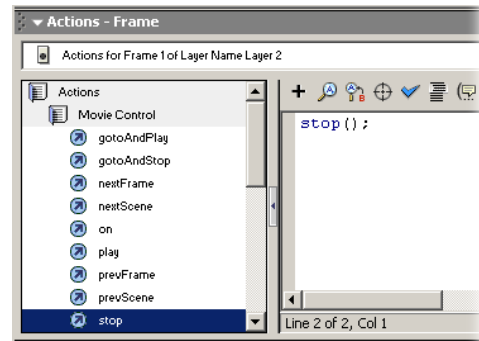 Actions - Frame
Actions for Frame 1 of Layer Name Layer 2
Actions
Movie Control
gotoAndPlay
gotoAndStop
nextFrame
nextScene
on
play
prevFrame
prevScene
stop
stop();
Line 2 of 2, Col 1